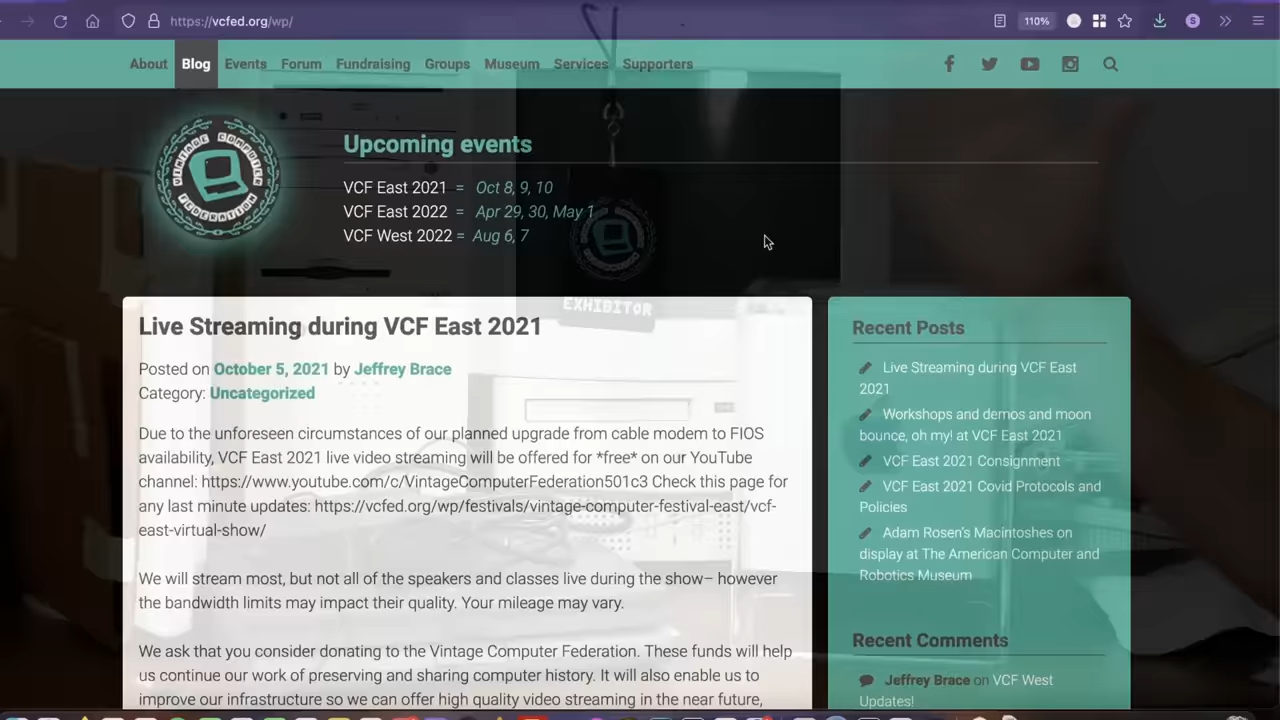 https://vcfed.org/wp/
110%
S
About Blog Events Forum Fundraising Groups Museum Services Supporters
VINTAGE COMPUTER FEDERATION
Upcoming events
VCF East 2021 = Oct 8, 9, 10
VCF East 2022 = Apr 29, 30, May 1
VCF West 2022 = Aug 6, 7
EXHIBITOR
Live Streaming during VCF East 2021
Posted on October 5, 2021 by Jeffrey Brace
Category: Uncategorized
Due to the unforeseen circumstances of our planned upgrade from cable modem to FIOS
availability, VCF East 2021 live video streaming will be offered for *free* on our YouTube
channel: https://www.youtube.com/c/VintageComputerFederation501c3 Check this page for
any last minute updates: https://vcfed.org/wp/festivals/vintage-computer-festival-east/vcf-
east-virtual-show/
We will stream most, but not all of the speakers and classes live during the show– however
the bandwidth limits may impact their quality. Your mileage may vary.
We ask that you consider donating to the Vintage Computer Federation. These funds will help
us continue our work of preserving and sharing computer history. It will also enable us to
improve our infrastructure so we can offer high quality video streaming in the near future,
Recent Posts
Live Streaming during VCF East
2021
Workshops and demos and moon
bounce, oh my! at VCF East 2021
VCF East 2021 Consignment
VCF East 2021 Covid Protocols and
Policies
Adam Rosen's Macintoshes on
display at The American Computer and
Robotics Museum
Recent Comments
Jeffrey Brace on VCF West
Updates!